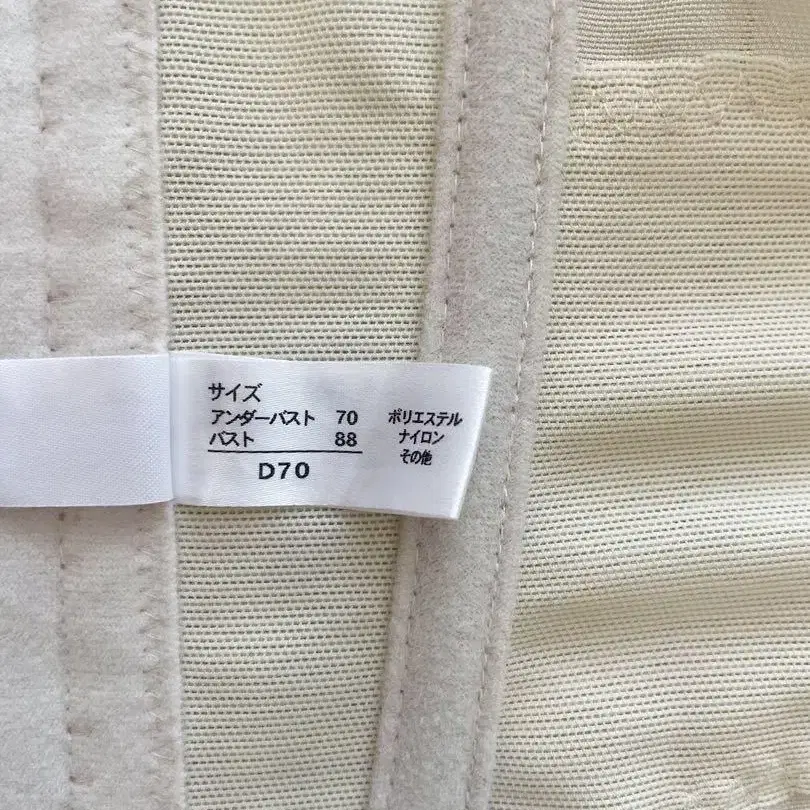 サイズ
アンダーバスト 70
バスト 88
D70
ポリエステル
ナイロン
その他